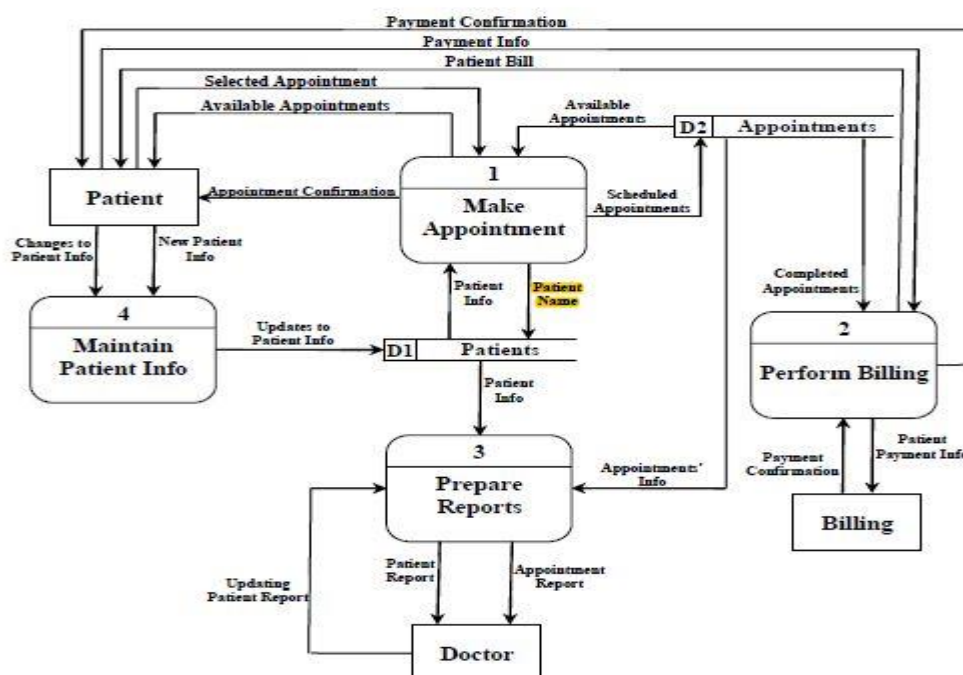 Payment Confirmation
Payment Info
Patient Bill
Selected Appointment
Available Appointments
Available
Appointments
D2 Appointments
1
Make
Appointment
Patient
Appointment Confirmation
Scheduled
Appointments
Changes to
Patient Info
New Patient
Info
Patient
Info
Patient
Name
Completed
Appointments
4
Maintain
Patient Info
Updates to
Patient Info
D1 Patients
2
Perform Billing
Patient
Info
3
Prepare
Reports
Appointments'
Info
Payment
Confirmation
Patient
Payment Info
Billing
Updating
Patient Report
Patient
Report
Appointment
Report
Doctor